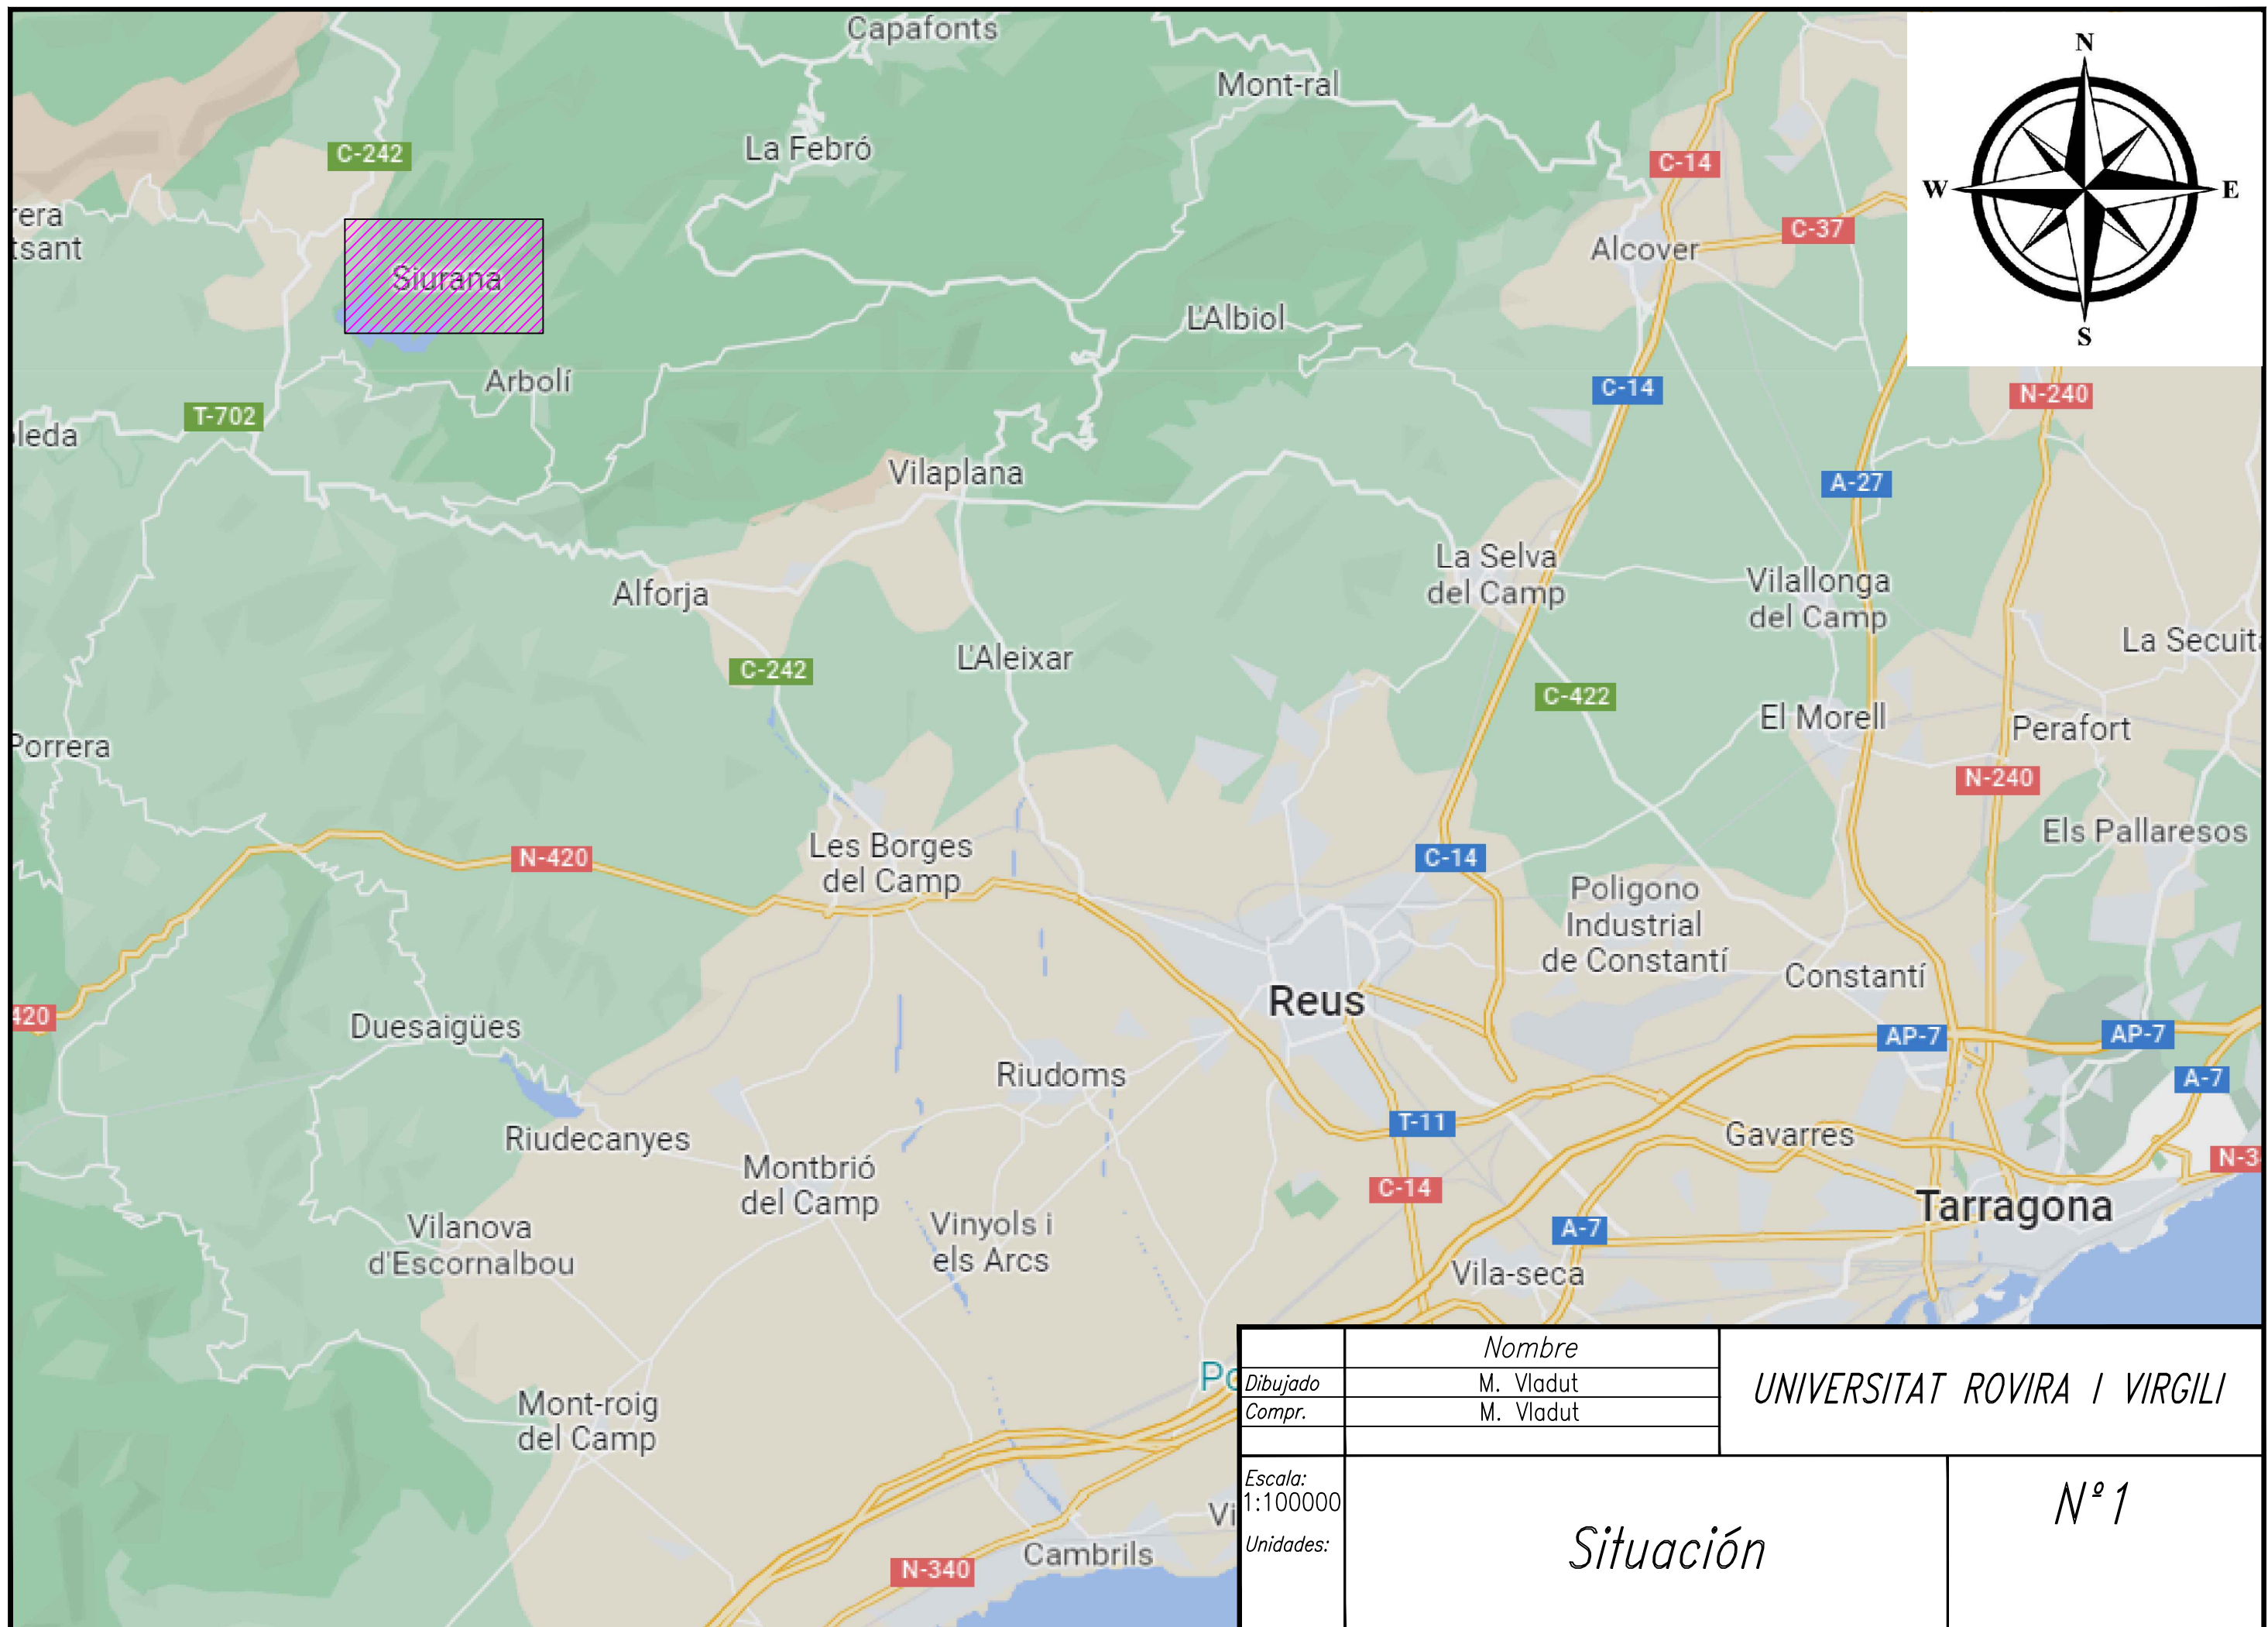 Capafonts
N
Mont-ral
La Febró
C-242
C-14
W
E
rera
tsant
C-37
Alcover
Siurana
L'Albiol
S
Arbolí
C-14
N-240
T-702
leda
Vilaplana
A-27
La Selva
del Camp
Vilallonga
del Camp
Alforja
La Secuit
L'Aleixar
C-242
C-422
El Morell
Perafort
Porrera
N-240
Els Pallaresos
Les Borges
del Camp
N-420
C-14
Poligono
Industrial
de Constantí
Constantí
Reus
420
Duesaigües
AP-7
AP-7
Riudoms
A-7
T-11
Gavarres
Riudecanyes
N-3
Montbrió
del Camp
C-14
Tarragona
Vilanova
d'Escornalbou
Vinyols i
els Arcs
A-7
Vila-seca
Po
Mont-roig
del Camp
Vi
Cambrils
N-340
Nombre
Dibujado M. Vladut
Compr. M. Vladut
UNIVERSITAT ROVIRA I VIRGILI
Escala:
1:100000
Unidades:
Situación
Nº1